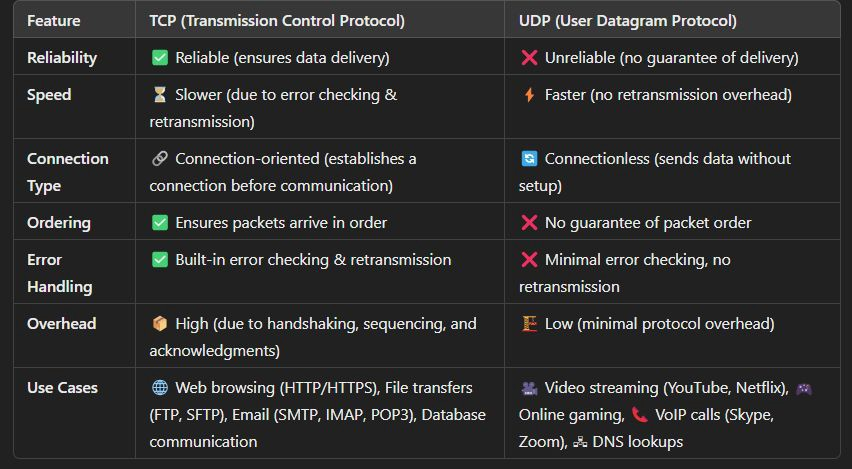 Feature TCP (Transmission Control Protocol) UDP (User Datagram Protocol)
Reliability ✅ Reliable (ensures data delivery) ❌ Unreliable (no guarantee of delivery)
Speed ⏳ Slower (due to error checking & retransmission) ⚡ Faster (no retransmission overhead)
Connection Type 🔗 Connection-oriented (establishes a connection before communication) 🔄 Connectionless (sends data without setup)
Ordering ✅ Ensures packets arrive in order ❌ No guarantee of packet order
Error Handling ✅ Built-in error checking & retransmission ❌ Minimal error checking, no retransmission
Overhead 📦 High (due to handshaking, sequencing, and acknowledgments) 🏗 Low (minimal protocol overhead)
Use Cases 🌐 Web browsing (HTTP/HTTPS), File transfers (FTP, SFTP), Email (SMTP, IMAP, POP3), Database communication 🎥 Video streaming (YouTube, Netflix), 🎮 Online gaming, 📞 VoIP calls (Skype, Zoom), 🖧 DNS lookups